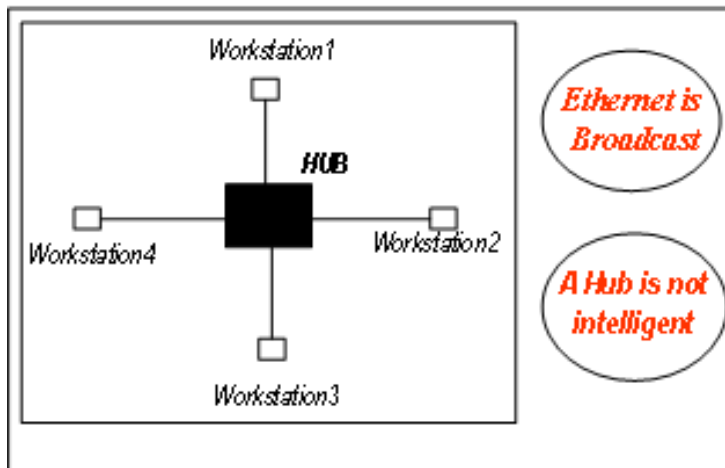 Workstation1
Ethernet is
Broadcast
HUB
Workstation4
Workstation2
A Hub is not
intelligent
Workstation3